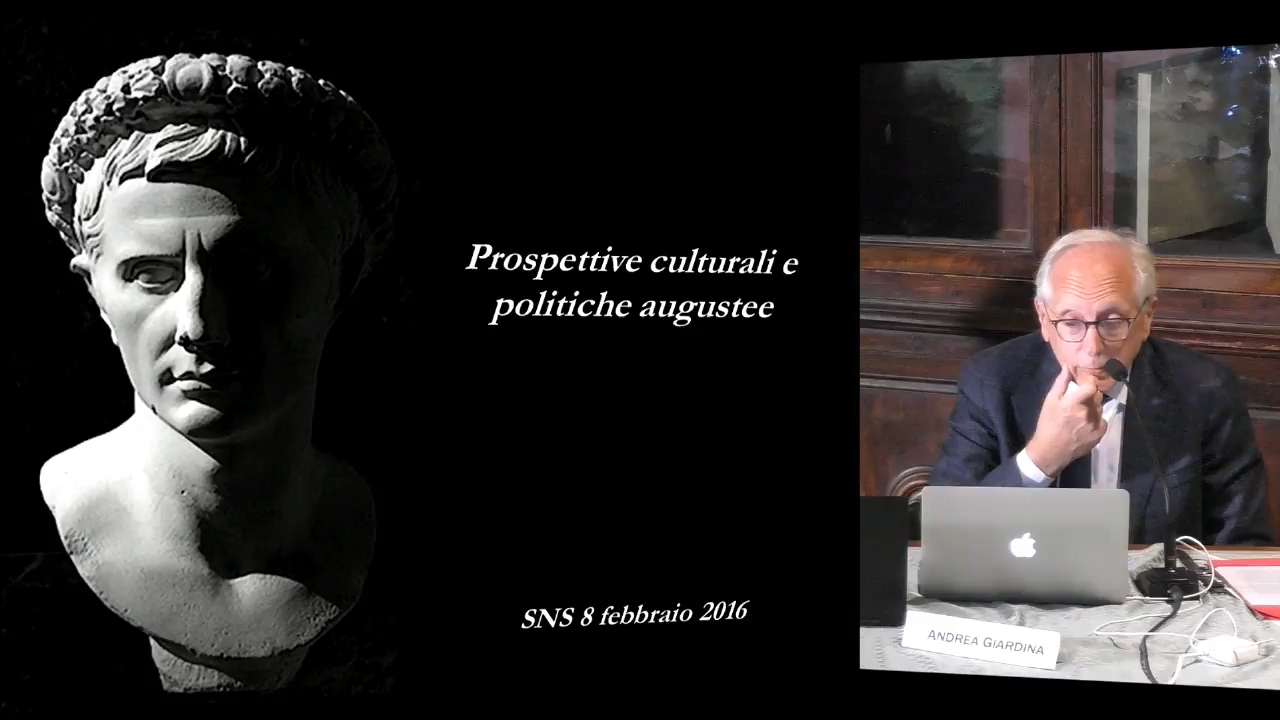 Prospettive culturali e
politiche augustee
SNS 8 febbraio 2016
ANDREA GIARDINA